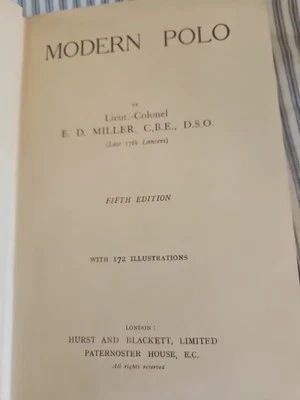 MODERN POLO
BY
Lieut.-Colonel
E. D. MILLER, C.B.E., D.S.O
(Late 17th Lancers)
FIFTH EDITION
WITH 172 ILLUSTRATIONS
LONDON:
HURST AND BLACKETT, LIMITED
PATERNOSTER HOUSE, E.C.
All rights reserved